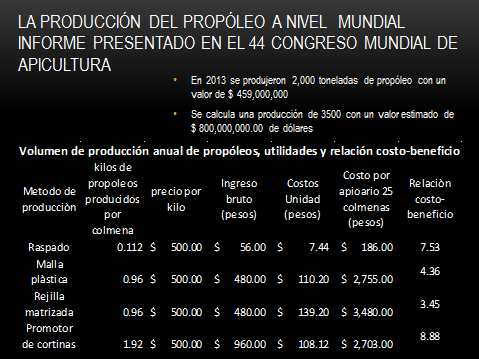 LA PRODUCCIÓN DEL PROPÓLEO A NIVEL MUNDIAL
INFORME PRESENTADO EN EL 44 CONGRESO MUNDIAL DE
APICULTURA
• En 2013 se produjeron 2,000 toneladas de propóleo con un
valor de $ 459,000,000
• Se calcula una producción de 3500 con un valor estimado de
$ 800,000,000.00 de dólares
Volumen de producción anual de propóleos, utilidades y relación costo-beneficio
Metodo de
producciòn
kilos de
propoleos
producidos
por
colmena
precio por
kilo
Ingreso
bruto
(pesos)
Costos
Unidad
(pesos)
Costo por
apioario 25
colmenas
(pesos)
Relaciòn
costo-
beneficio
Raspado 0.112 $ 500.00 $ 56.00 $ 7.44 $ 186.00 7.53
Malla
plàstica 0.96 $ 500.00 $ 480.00 $ 110.20 $ 2,755.00 4.36
Rejilla
matrizada 0.96 $ 500.00 $ 480.00 $ 139.20 $ 3,480.00 3.45
Promotor
de cortinas 1.92 $ 500.00 $ 960.00 $ 108.12 $ 2,703.00 8.88